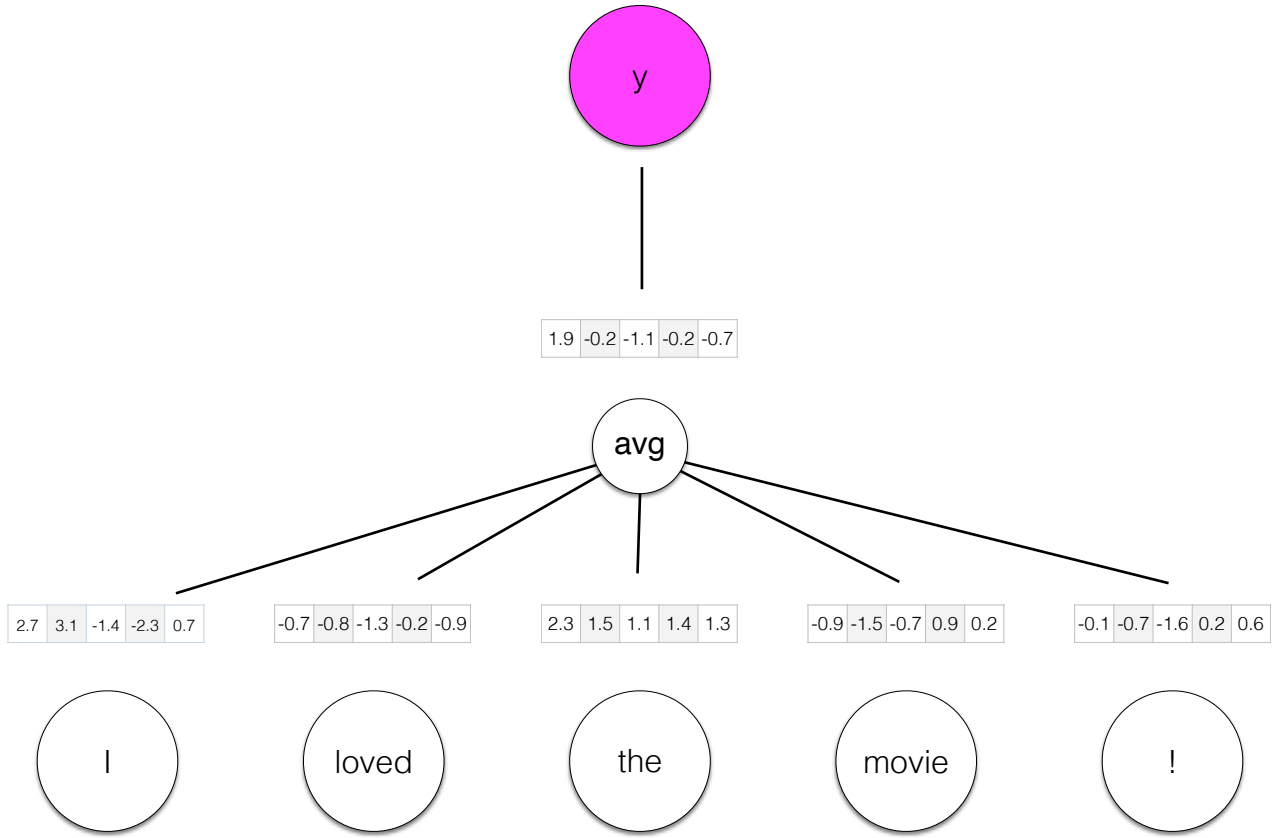 y
1.9 -0.2 -1.1 -0.2 -0.7
avg
2.7 3.1 -1.4 -2.3 0.7
-0.7 -0.8 -1.3 -0.2 -0.9
2.3 1.5 1.1 1.4 1.3
-0.9 -1.5 -0.7 0.9 0.2
-0.1 -0.7 -1.6 0.2 0.6
I
loved
the
movie
!